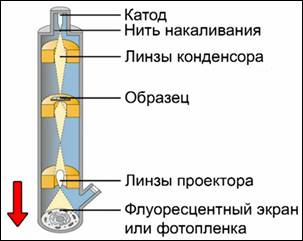 Катод
Нить накаливания
Линзы конденсора
Образец
Линзы проектора
Флуоресцентный экран
или фотопленка